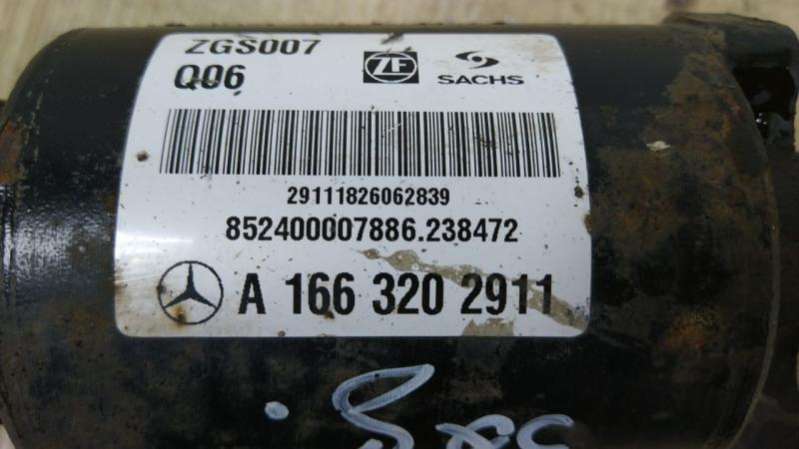 ZGS007
Q06
ZF
SACHS
29111826062839
852400007886.238472
A 166 320 2911